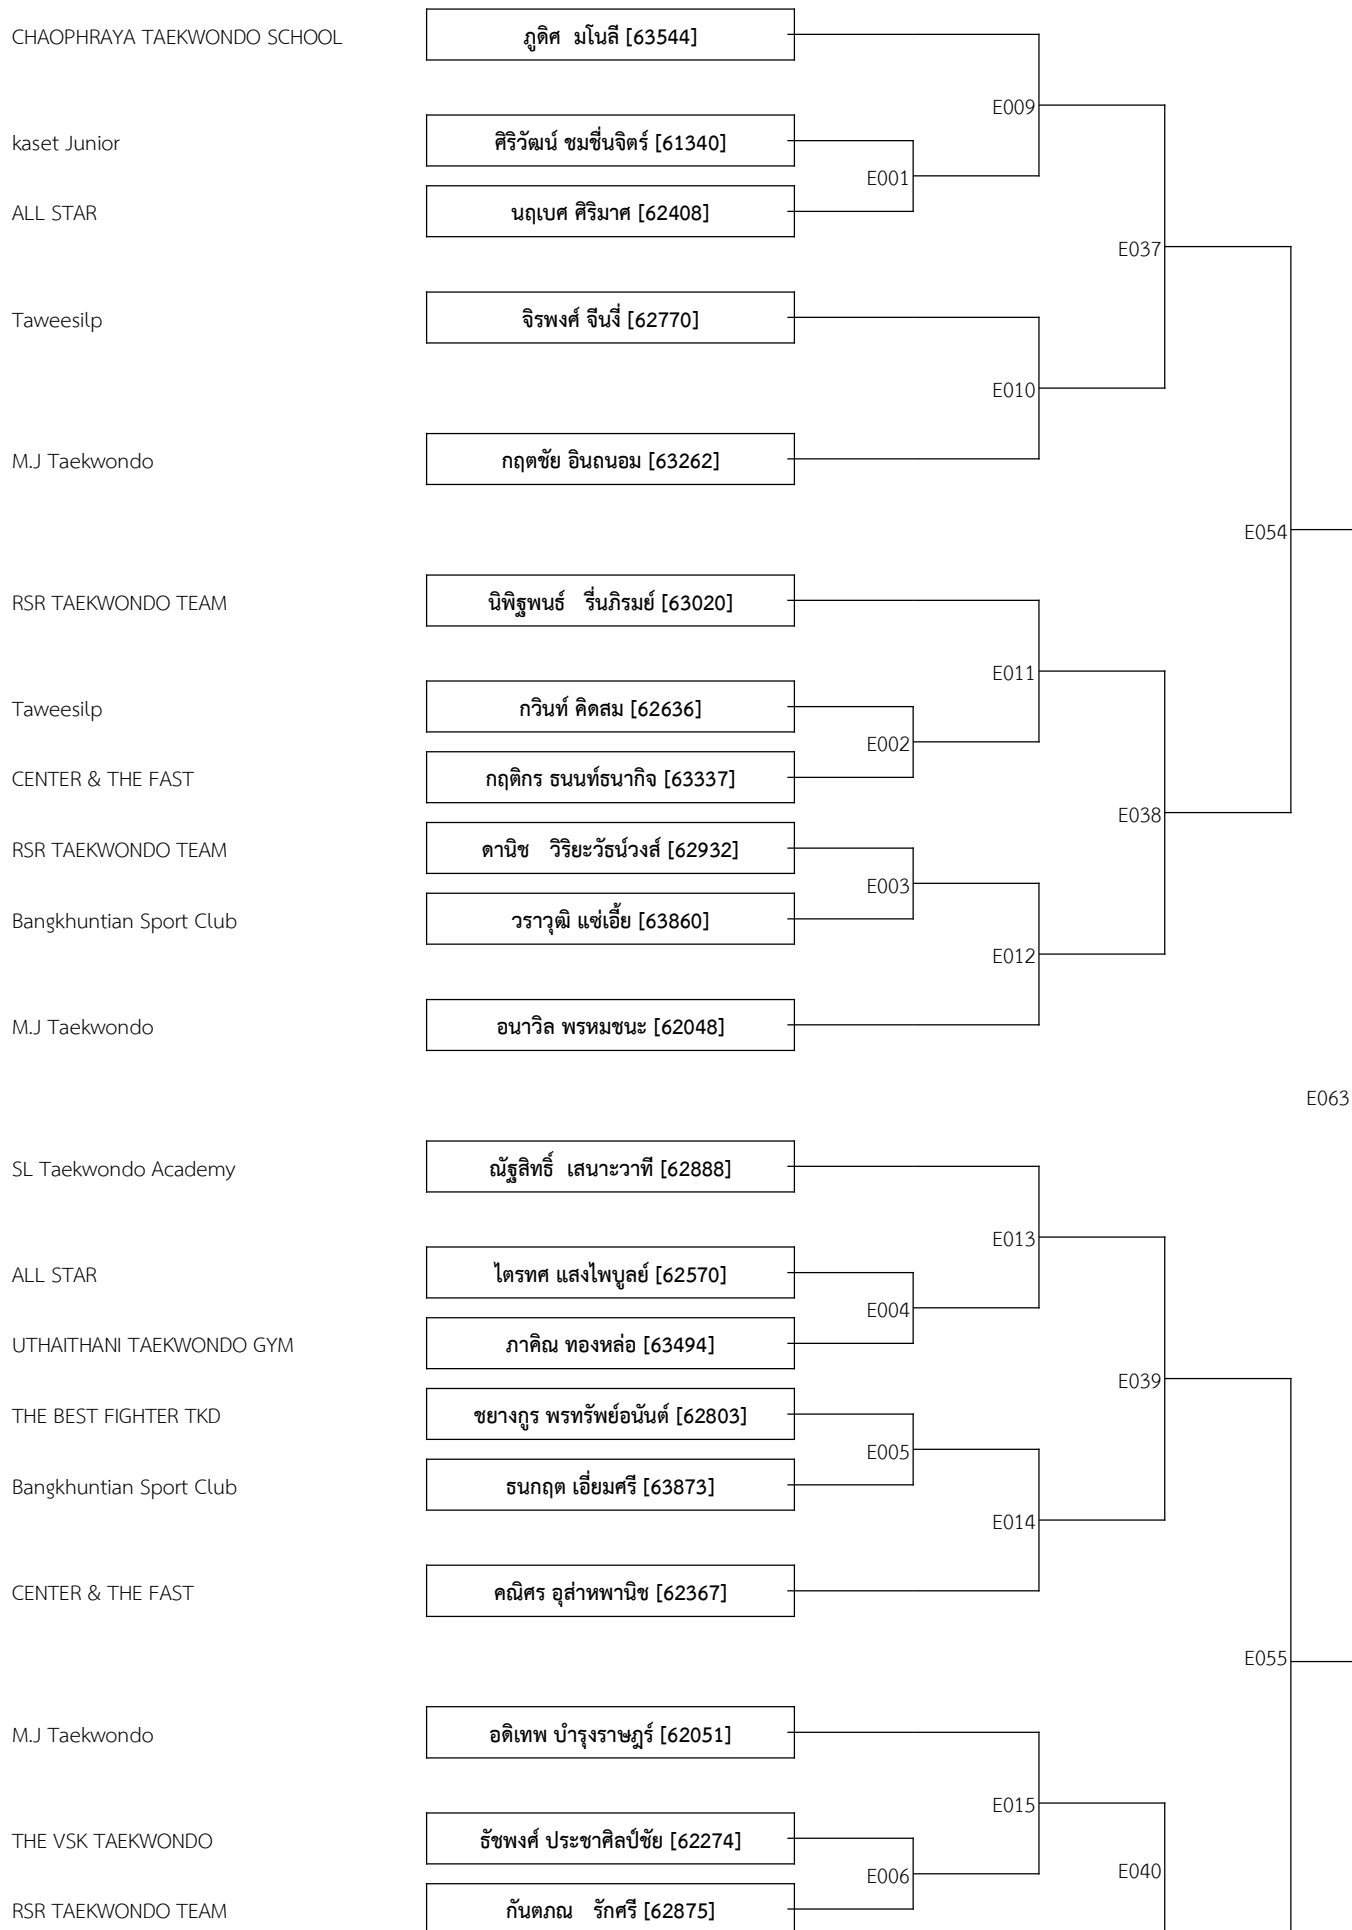 CHAOPHRAYA TAEKWONDO SCHOOL ภูดิศ มโนลี [63544]
E009
kaset Junior ศิริวัฒน์ ชมชื่นจิตร์ [61340]
E001
ALL STAR นฤเบศ ศิริมาศ [62408]
E037
Taweesilp จิรพงศ์ จีนงี่ [62770]
E010
M.J Taekwondo กฤตชัย อินถนอม [63262]
E054
RSR TAEKWONDO TEAM นิพิฐพนธ์ รื่นภิรมย์ [63020]
E011
Taweesilp กวินท์ คิดสม [62636]
E002
CENTER & THE FAST กฤติกร ธนนท์ธนากิจ [63337]
E038
RSR TAEKWONDO TEAM ดานิช วิริยะวัธน์วงส์ [62932]
E003
Bangkhuntian Sport Club วราวุฒิ แซ่เอี้ย [63860]
E012
M.J Taekwondo อนาวิล พรหมชนะ [62048]
E063
SL Taekwondo Academy ณัฐสิทธิ์ เสนาะวาที [62888]
E013
ALL STAR ไตรทศ แสงไพบูลย์ [62570]
E004
UTHAITHANI TAEKWONDO GYM ภาคิณ ทองหล่อ [63494]
E039
THE BEST FIGHTER TKD ชยางกูร พรทรัพย์อนันต์ [62803]
E005
Bangkhuntian Sport Club ธนกฤต เอี่ยมศรี [63873]
E014
CENTER & THE FAST คณิศร อุส่าหพานิช [62367]
E055
M.J Taekwondo อดิเทพ บำรุงราษฎร์ [62051]
E015
THE VSK TAEKWONDO ธัชพงศ์ ประชาศิลป์ชัย [62274]
E006 E040
RSR TAEKWONDO TEAM กันตภณ รักศรี [62875]